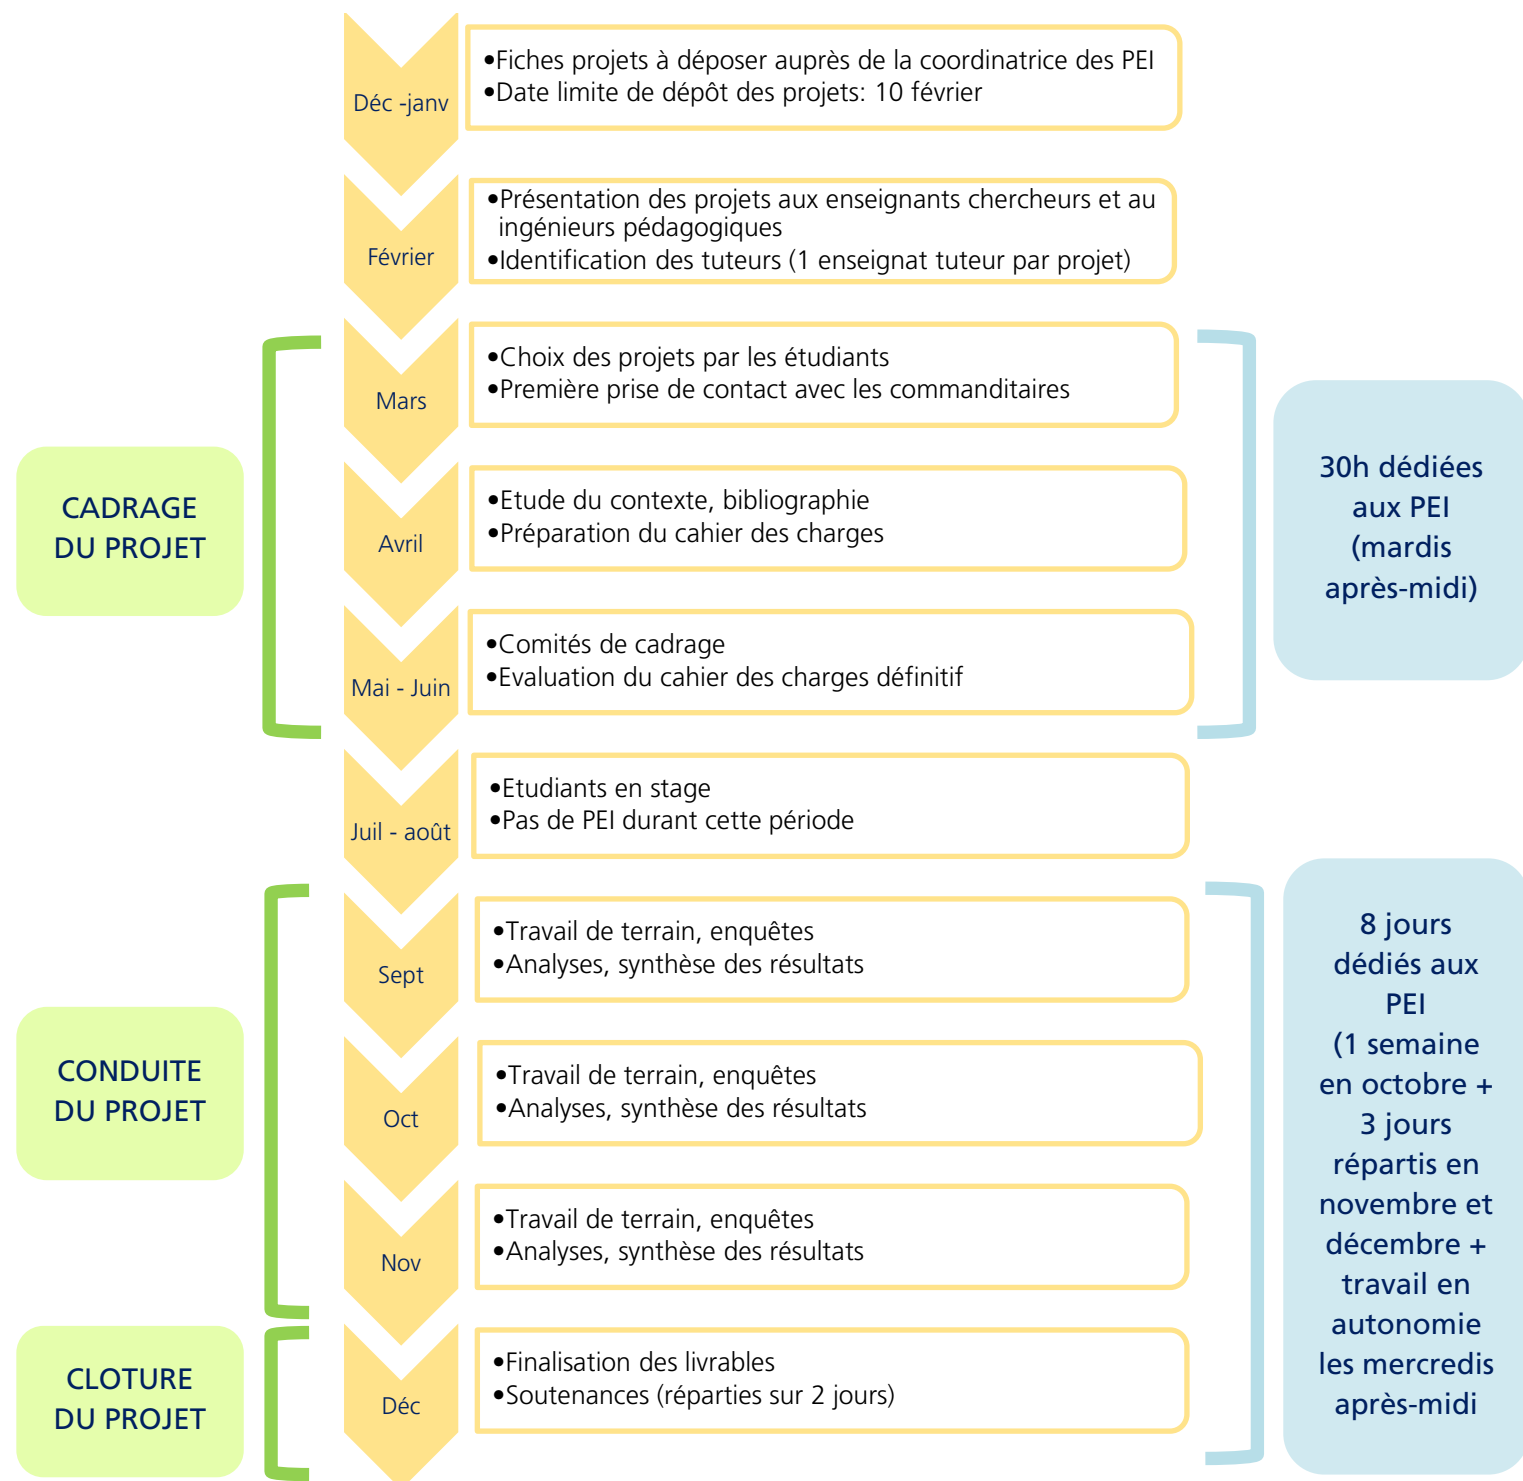 Déc -janv
•Fiches projets à déposer auprès de la coordinatrice des PEI
•Date limite de dépôt des projets: 10 février
Février
•Présentation des projets aux enseignants chercheurs et au
ingénieurs pédagogiques
•Identification des tuteurs (1 enseignat tuteur par projet)
CADRAGE
DU PROJET
Mars
•Choix des projets par les étudiants
•Première prise de contact avec les commanditaires
Avril
•Etude du contexte, bibliographie
•Préparation du cahier des charges
Mai - Juin
•Comités de cadrage
•Evaluation du cahier des charges définitif
30h dédiées
aux PEI
(mardis
après-midi)
Juil - août
•Etudiants en stage
•Pas de PEI durant cette période
CONDUITE
DU PROJET
Sept
•Travail de terrain, enquêtes
•Analyses, synthèse des résultats
Oct
•Travail de terrain, enquêtes
•Analyses, synthèse des résultats
Nov
•Travail de terrain, enquêtes
•Analyses, synthèse des résultats
CLOTURE
DU PROJET
Déc
•Finalisation des livrables
•Soutenances (réparties sur 2 jours)
8 jours
dédiés aux
PEI
(1 semaine
en octobre +
3 jours
répartis en
novembre et
décembre +
travail en
autonomie
les mercredis
après-midi